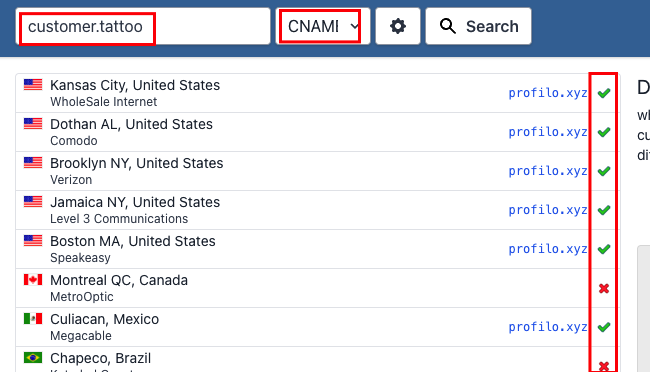 customer.tattoo
CNAME
Search
Kansas City, United States
WholeSale Internet
profilo.xyz
Dothan AL, United States
Comodo
profilo.xyz
Brooklyn NY, United States
Verizon
profilo.xyz
Jamaica NY, United States
Level 3 Communications
profilo.xyz
Boston MA, United States
Speakeasy
profilo.xyz
Montreal QC, Canada
MetroOptic
Culiacan, Mexico
Megacable
profilo.xyz
Chapeco, Brazil
D
wh
cu
di